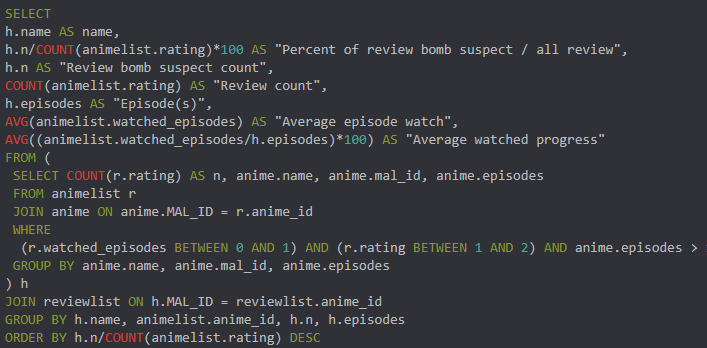 SELECT
h.name AS name,
h.n/COUNT(animelist.rating)*100 AS "Percent of review bomb suspect / all review",
h.n AS "Review bomb suspect count",
COUNT(animelist.rating) AS "Review count",
h.episodes AS "Episode(s)",
AVG(animelist.watched_episodes) AS "Average episode watch",
AVG((animelist.watched_episodes/h.episodes)*100) AS "Average watched progress"
FROM (
SELECT COUNT(r.rating) AS n, anime.name, anime.mal_id, anime.episodes
FROM animelist r
JOIN anime ON anime.MAL_ID = r.anime_id
WHERE
(r.watched_episodes BETWEEN 0 AND 1) AND (r.rating BETWEEN 1 AND 2) AND anime.episodes >
GROUP BY anime.name, anime.mal_id, anime.episodes
) h
JOIN reviewlist ON h.MAL_ID = reviewlist.anime_id
GROUP BY h.name, animelist.anime_id, h.n, h.episodes
ORDER BY h.n/COUNT(animelist.rating) DESC